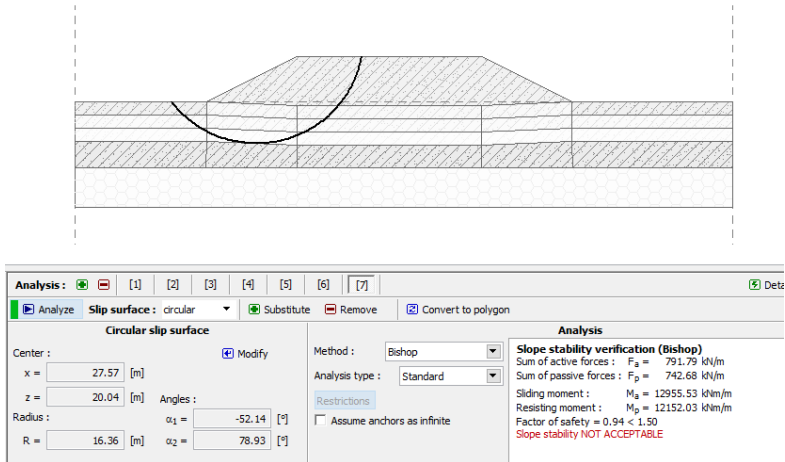 Analysis : [1] [2] [3] [4] [5] [6] [7]
Analyze Slip surface : circular Substitute Remove Convert to polygon
Circular slip surface
Center :
Modify
x = 27.57 [m]
z = 20.04 [m]
Angles :
Radius :
α1 = -52.14 [°]
R = 16.36 [m]
α2 = 78.93 [°]
Analysis
Method : Bishop
Analysis type : Standard
Restrictions
Assume anchors as infinite
Slope stability verification (Bishop)
Sum of active forces : Fa = 791.79 kN/m
Sum of passive forces : Fp = 742.68 kN/m
Sliding moment : Ma = 12955.53 kNm/m
Resisting moment : Mp = 12152.03 kNm/m
Factor of safety = 0.94 < 1.50
Slope stability NOT ACCEPTABLE